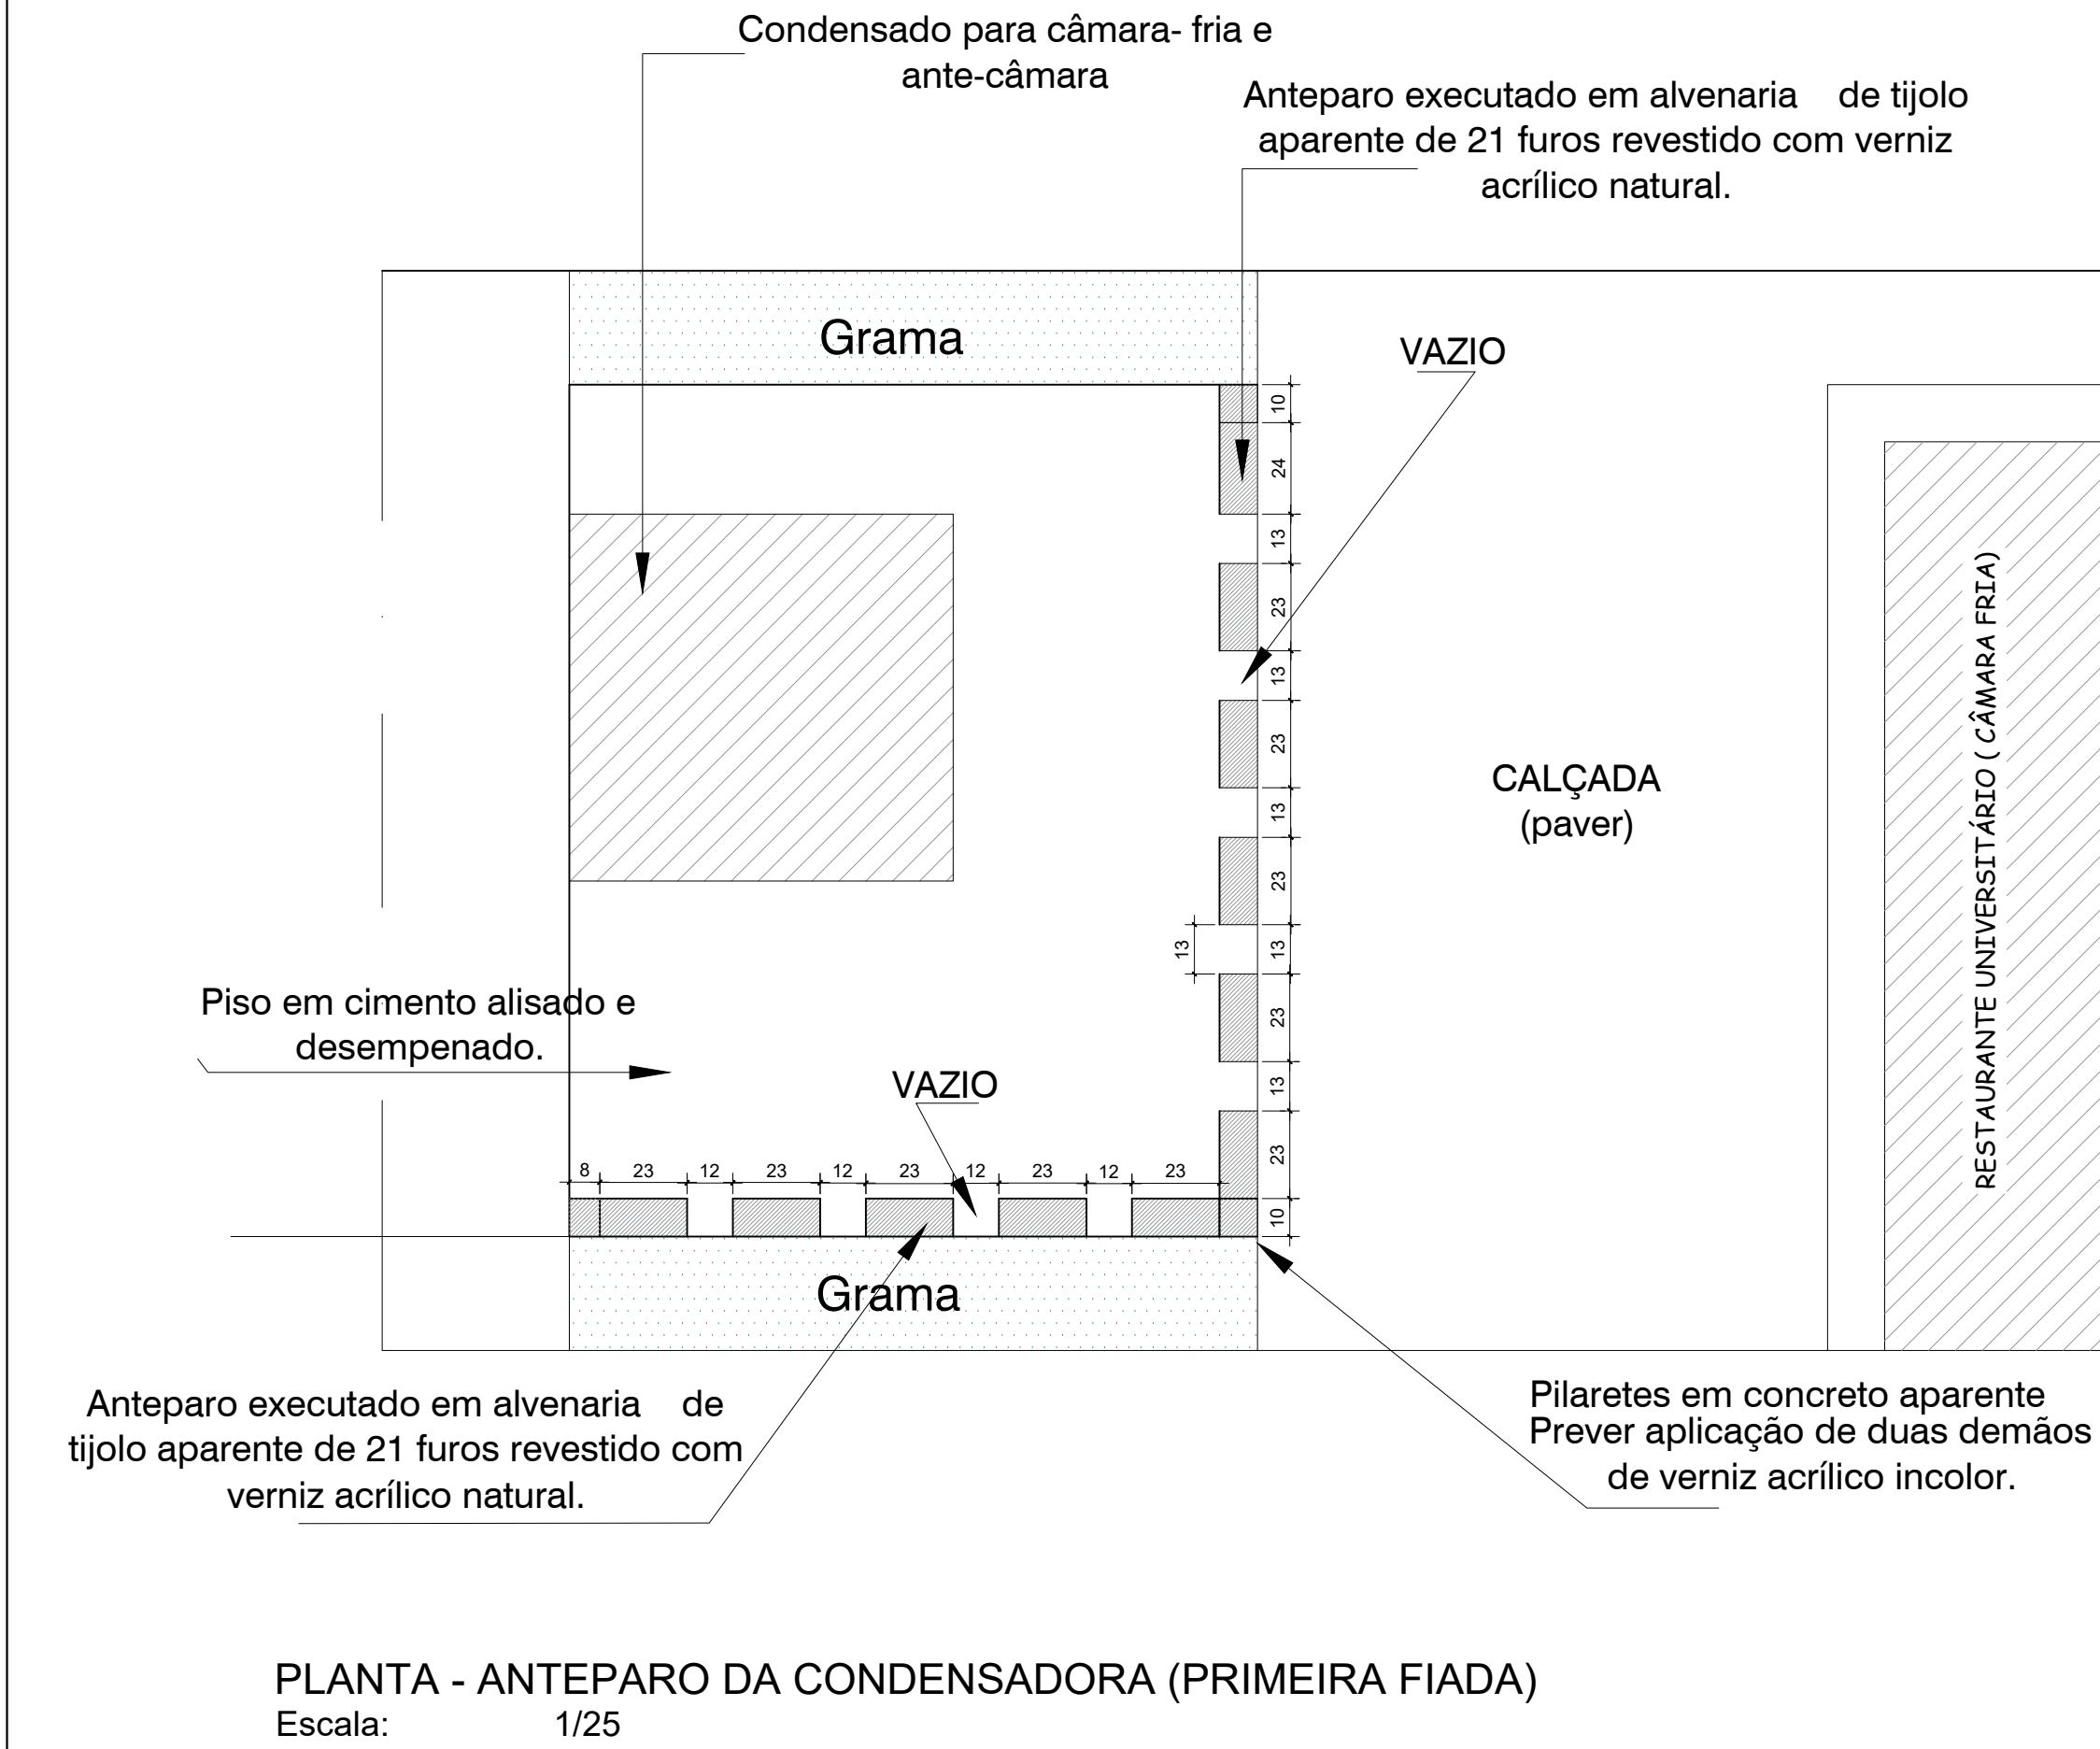 Condensado para câmara- fria e
ante-câmara
Anteparo executado em alvenaria de tijolo
aparente de 21 furos revestido com verniz
acrílico natural.
Grama
VAZIO
10
24
13
23
13
23
13
23
13
13
23
13
23
10
CALÇADA
(paver)
RESTAURANTE UNIVERSITÁRIO ( CÂMARA FRIA)
Piso em cimento alisado e
desempenado.
VAZIO
8 23 12 23 12 23 12 23 12 23
Grama
Anteparo executado em alvenaria de
tijolo aparente de 21 furos revestido com
verniz acrílico natural.
Pilaretes em concreto aparente
Prever aplicação de duas demãos
de verniz acrílico incolor.
PLANTA - ANTEPARO DA CONDENSADORA (PRIMEIRA FIADA)
Escala: 1/25